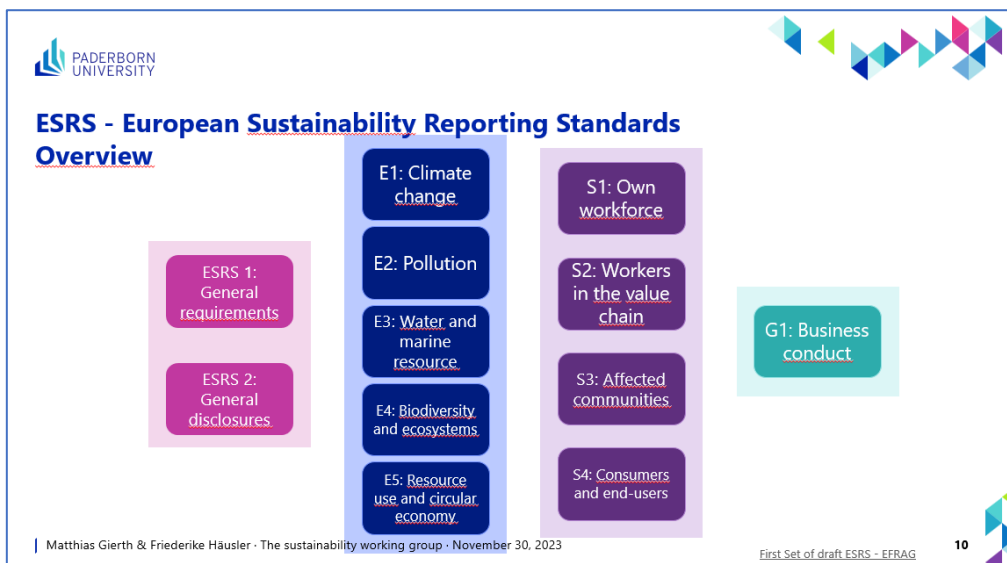 PADERBORN
UNIVERSITY
ESRS - European Sustainability Reporting Standards
Overview
ESRS 1:
General
requirements
ESRS 2:
General
disclosures
E1: Climate
change
E2: Pollution
E3: Water and
marine
resource
E4: Biodiversity
and ecosystems
E5: Resource
use and circular
economy
S1: Own
workforce
S2: Workers
in the value
chain
S3: Affected
communities
S4: Consumers
and end-users
G1: Business
conduct
Matthias Gierth & Friederike Häusler · The sustainability working group · November 30, 2023
First Set of draft ESRS - EFRAG
10